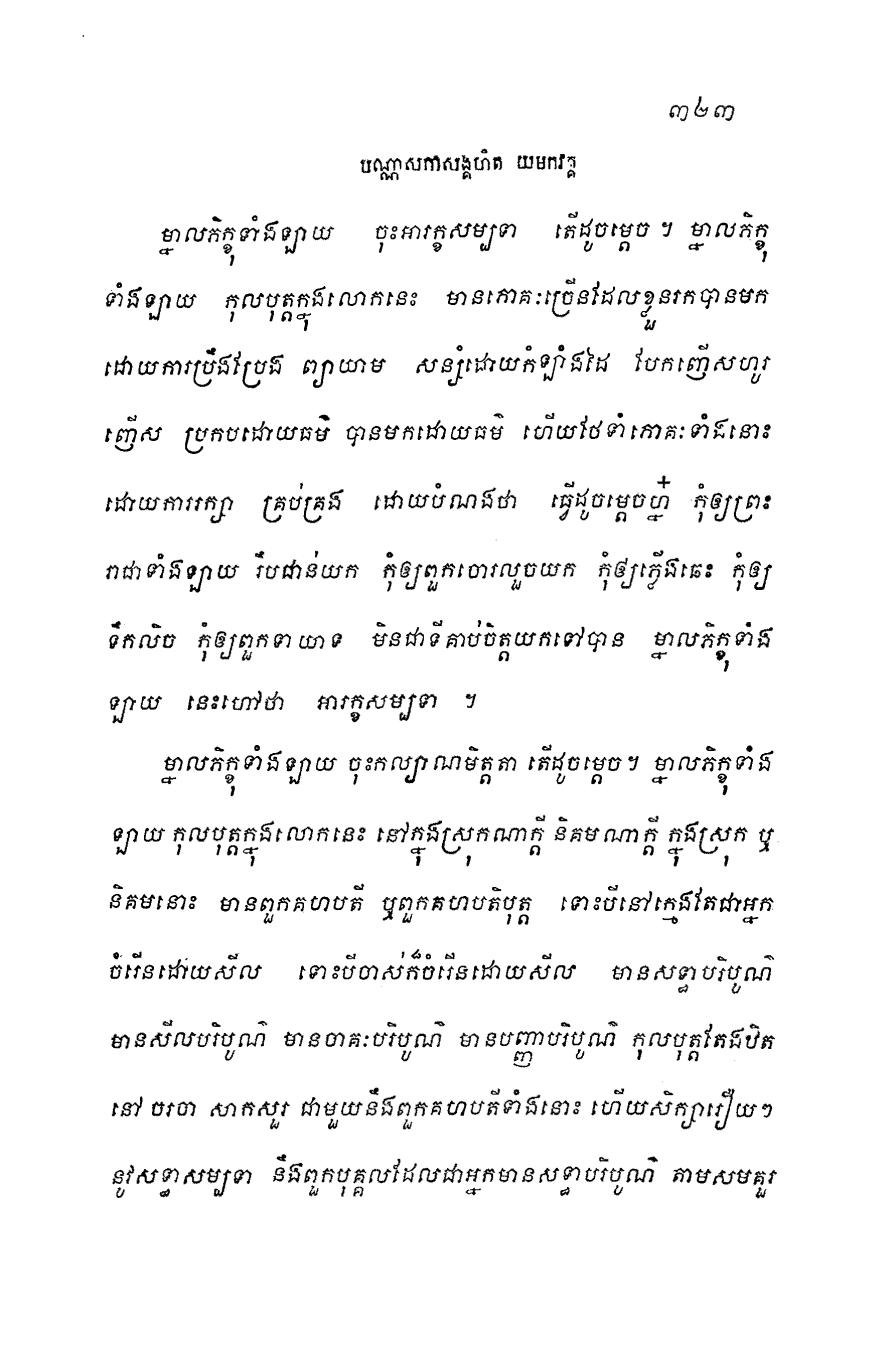 ៣៤៣
បណ្ណាសកាសង្គហិត យមកវគ្គ
ម្នាលភិក្ខុទាំងឡាយ ចុះអារក្ខសម្បទា តើដូចម្តេច ។ ម្នាលភិក្ខុ
ទាំងឡាយ កុលបុត្តក្នុងលោកនេះ មានភោគៈច្រើនដែលខ្លួនរកបានមក
ដោយការប្រឹងប្រែង ព្យាយាម សន្សំដោយកំឡាំងដៃ បែកញើសហូរ
ញើស ប្រកបដោយធម៌ បានមកដោយធម៌ ហើយថែទាំភោគៈទាំងនោះ
ដោយការរក្សា គ្រប់គ្រង ដោយបំណងថា ធ្វើដូចម្តេចហ្ន៎ កុំឲ្យព្រះ
រាជាទាំងឡាយ រឹបជាន់យក កុំឲ្យពួកចោរលួចយក កុំឲ្យភ្លើងឆេះ កុំឲ្យ
ទឹកលិច កុំឲ្យពួកទាយាទ មិនជាទីគាប់ចិត្តយកទៅបាន ម្នាលភិក្ខុទាំង
ឡាយ នេះហៅថា អារក្ខសម្បទា ។
ម្នាលភិក្ខុទាំងឡាយ ចុះកល្យាណមិត្តតា តើដូចម្តេច។ ម្នាលភិក្ខុទាំង
ឡាយ កុលបុត្តក្នុងលោកនេះ នៅក្នុងស្រុកណាក្តី និគមណាក្តី ក្នុងស្រុក ឬ
និគមនោះ មានពួកគហបតី ឬពួកគហបតិបុត្ត ទោះបីនៅក្មេងតែជាអ្នក
ចំរើនដោយសីល ទោះបីចាស់ក៏ចំរើនដោយសីល មានសទ្ធាបរិបូណ៌
មានសីលបរិបូណ៌ មានចាគៈបរិបូណ៌ មានបញ្ញាបរិបូណ៌ កុលបុត្តតែងឋិត
នៅ ចរចា សាកសួរ ជាមួយនឹងពួកគហបតីទាំងនោះ ហើយសិក្សារឿយៗ
នូវសទ្ធាសម្បទា នឹងពួកបុគ្គលដែលជាអ្នកមានសទ្ធាបរិបូណ៌ តាមសមគួរ